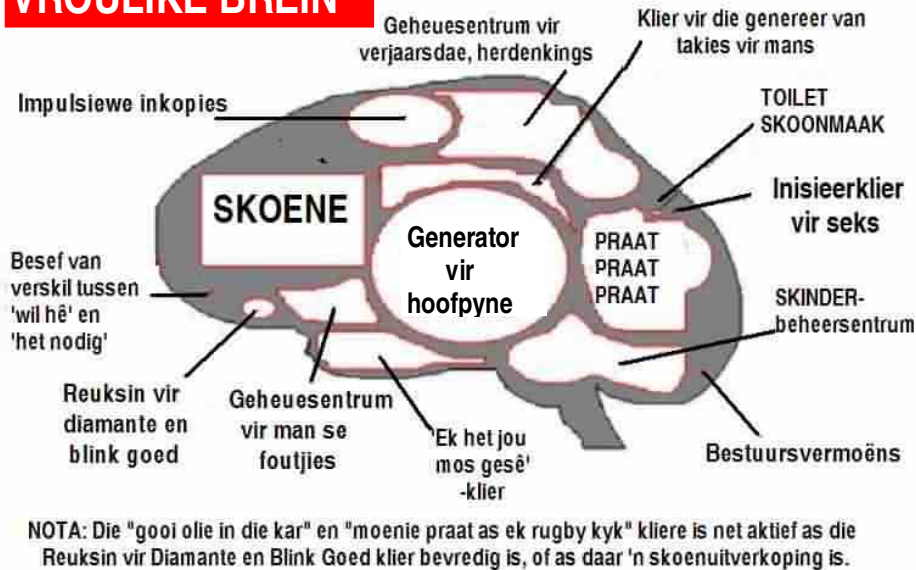 VROULIKE BREIN
Geheuesentrum vir
verjaarsdae, herdenkings
Klier vir die genereer van
takies vir mans
Impulsiewe inkopies
TOILET
SKOONMAAK
SKOENE
Inisieerklier
vir seks
Generator
vir
hoofpyne
PRAAT
PRAAT
PRAAT
Besef van
verskil tussen
'wil hê' en
'het nodig'
SKINDER-
beheersentrum
Reuksin vir
diamante en
blink goed
Geheuesentrum
vir man se
foutjies
'Ek het jou
mos gesê'
-klier
Bestuursvermoëns
NOTA: Die "gooi olie in die kar" en "moenie praat as ek rugby kyk" kliere is net aktief as die
Reuksin vir Diamante en Blink Goed klier bevredig is, of as daar 'n skoenuitverkoping is.